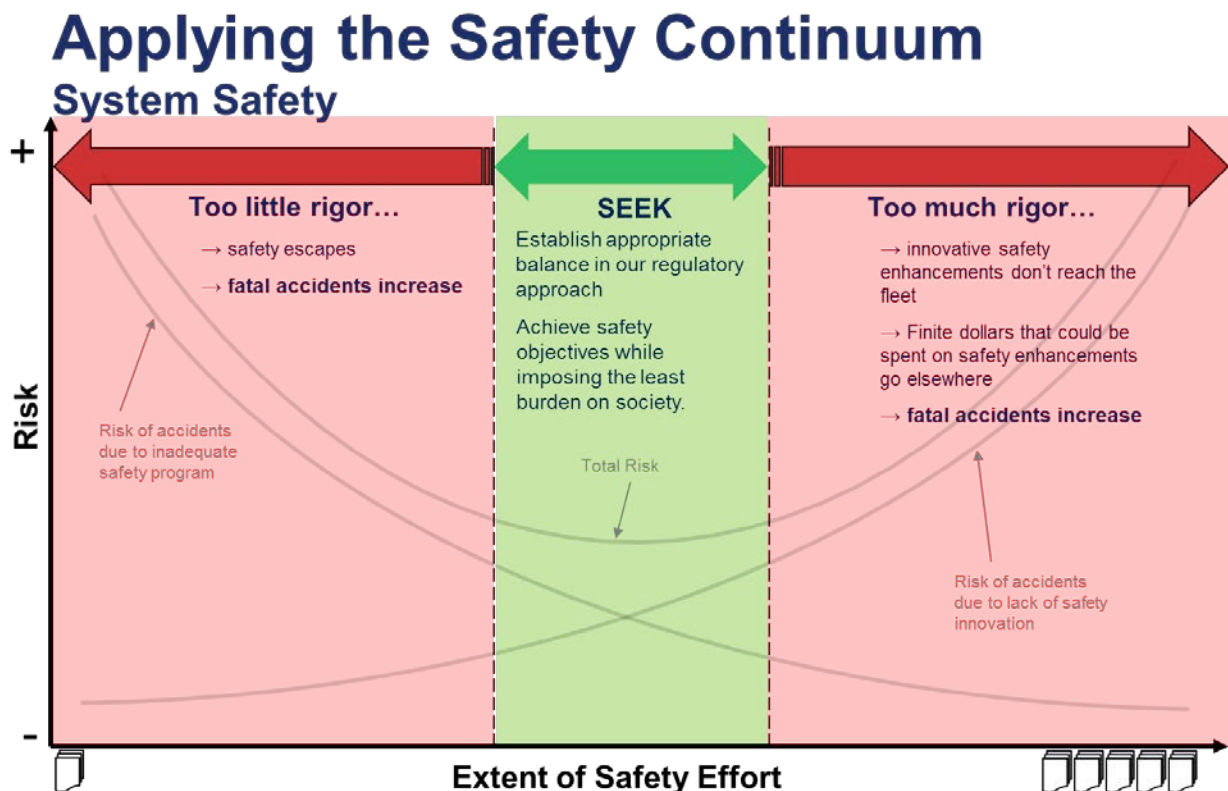 Applying the Safety Continuum
System Safety
+
Too little rigor…
→ safety escapes
→ fatal accidents increase
SEEK
Establish appropriate
balance in our regulatory
approach
Achieve safety
objectives while
imposing the least
burden on society.
Too much rigor…
→ innovative safety
enhancements don’t reach the
fleet
→ Finite dollars that could be
spent on safety enhancements
go elsewhere
→ fatal accidents increase
Risk
Risk of accidents
due to inadequate
safety program
Total Risk
Risk of accidents
due to lack of safety
innovation
-
Extent of Safety Effort